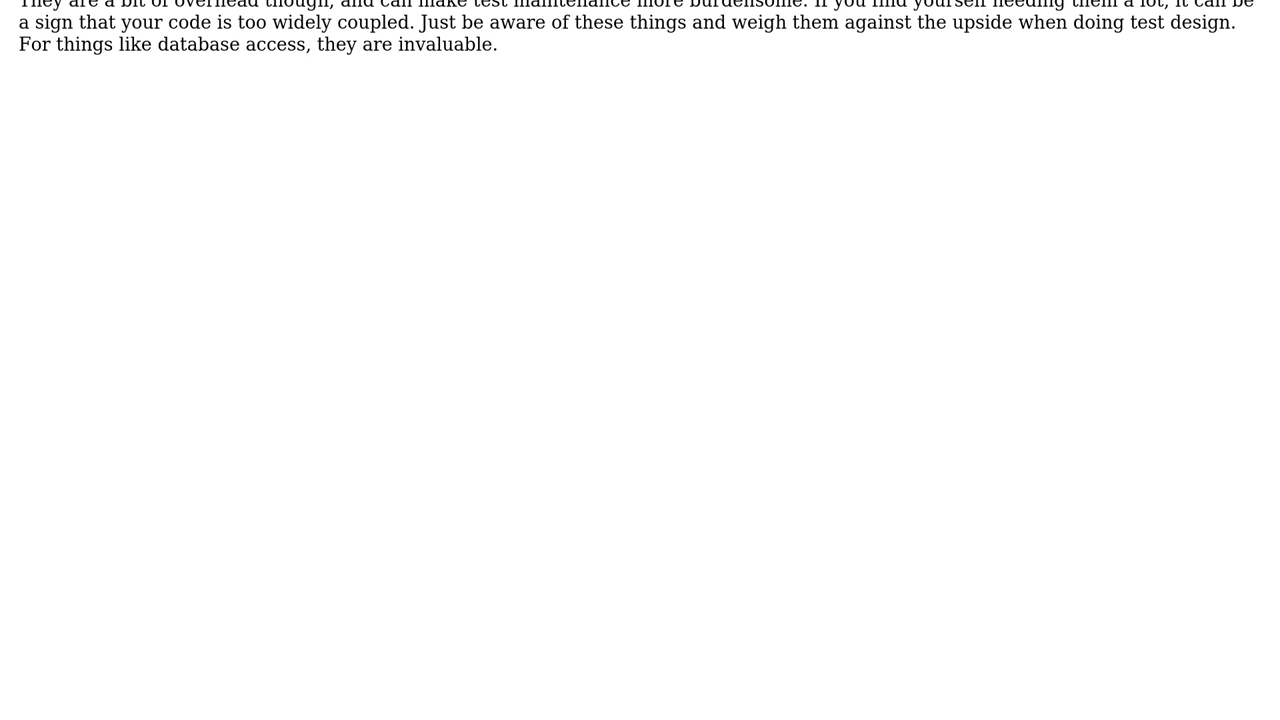 They are a bit of overhead though, and can make test maintenance more burdensome. If you find yourself needing them a lot, it can be
a sign that your code is too widely coupled. Just be aware of these things and weigh them against the upside when doing test design.
For things like database access, they are invaluable.